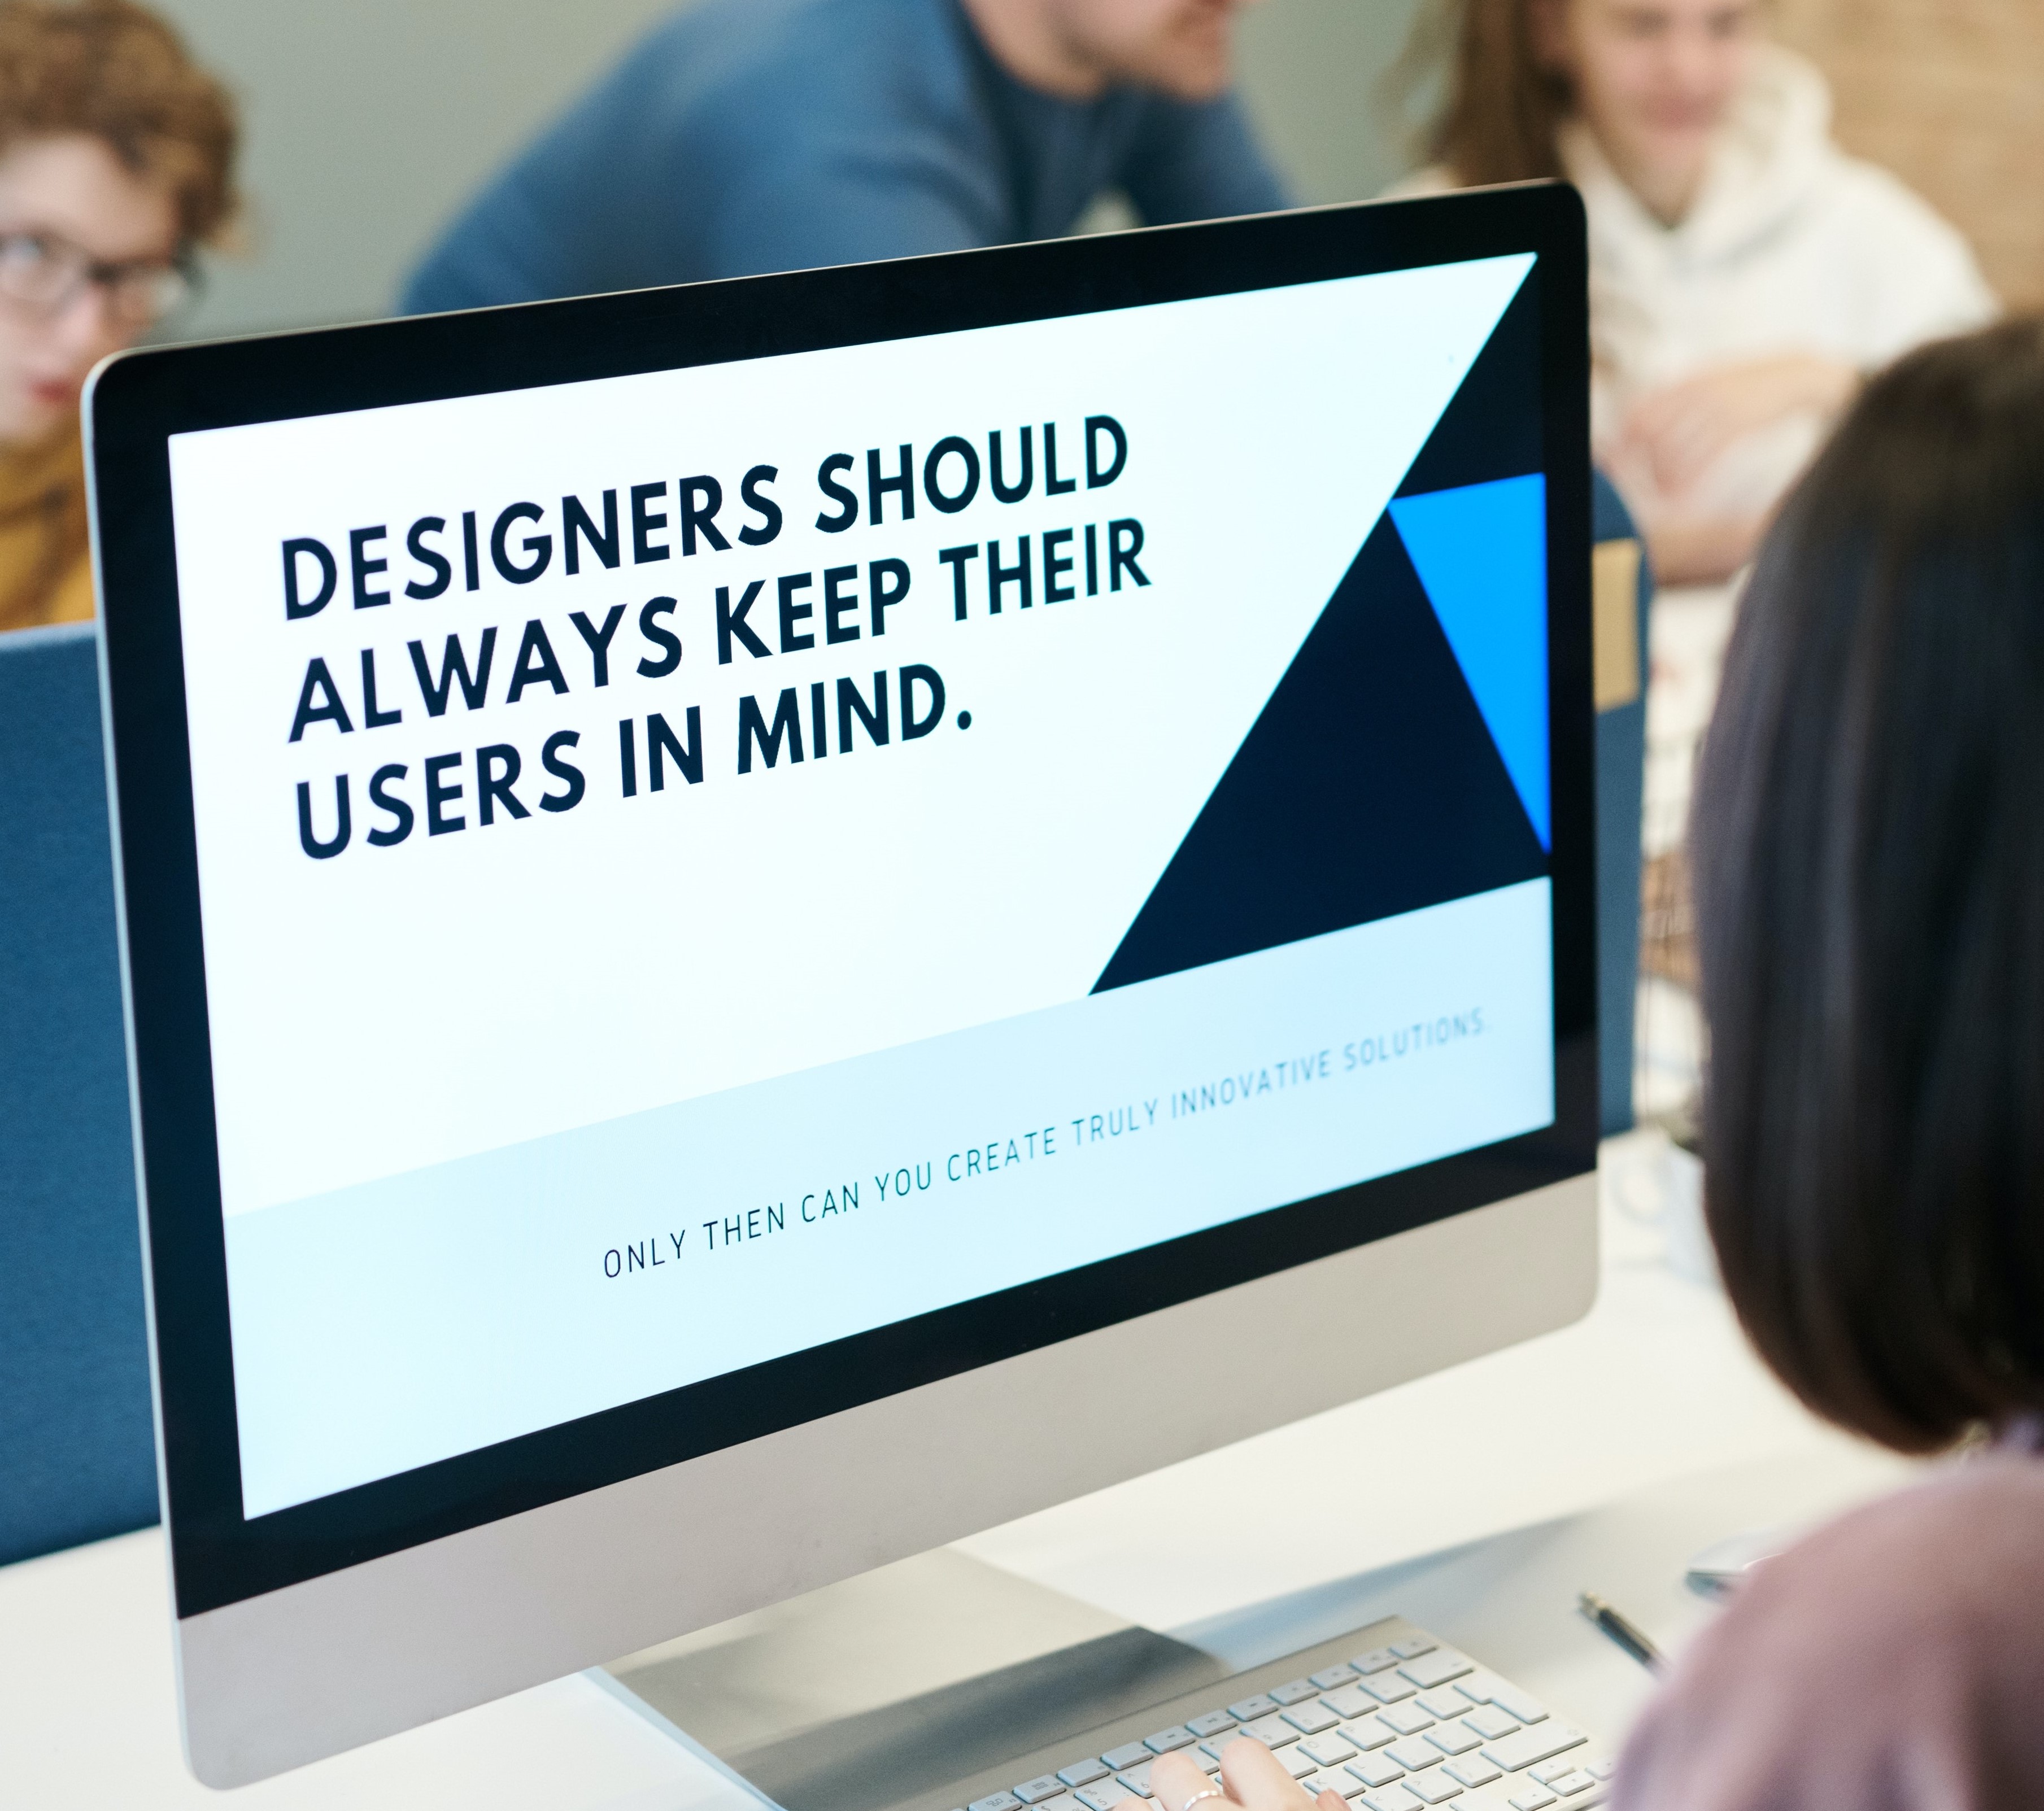 DESIGNERS SHOULD
ALWAYS KEEP THEIR
USERS IN MIND.
ONLY THEN CAN YOU CREATE TRULY INNOVATIVE SOLUTIONS.